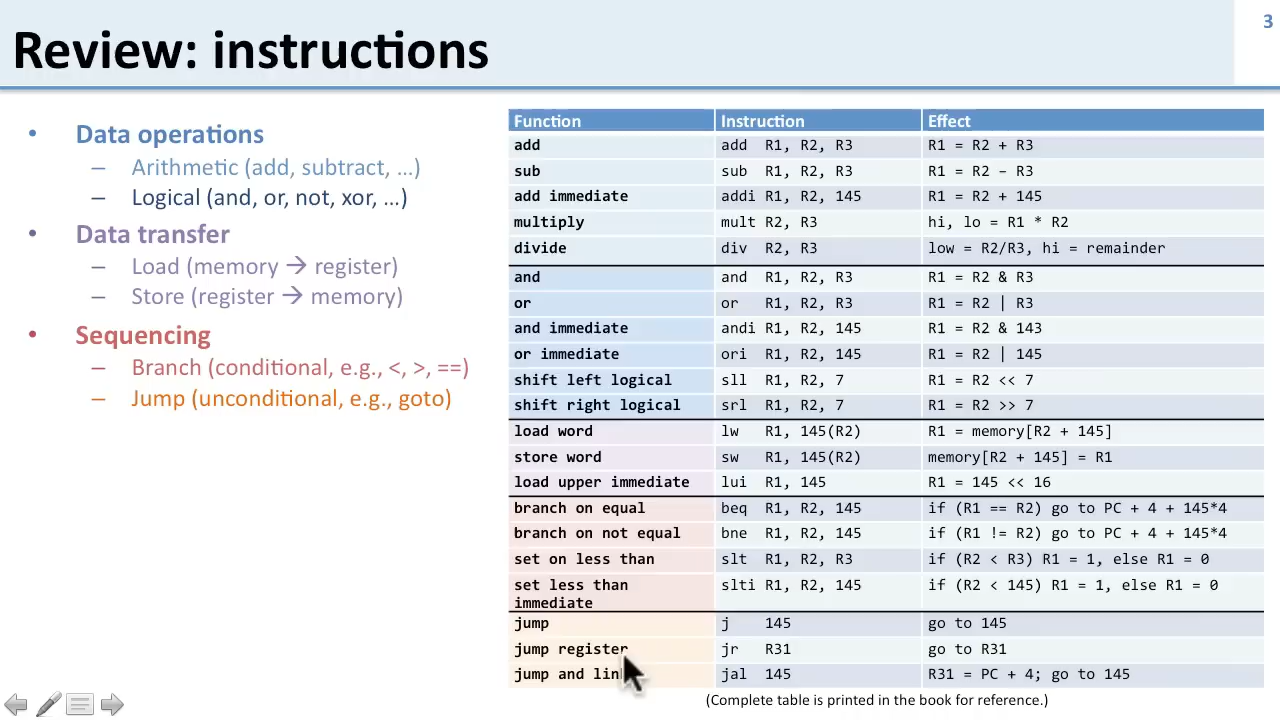 3
Review: instructions
• Data operations
– Arithmetic (add, subtract, …)
– Logical (and, or, not, xor, …)
• Data transfer
– Load (memory → register)
– Store (register → memory)
• Sequencing
– Branch (conditional, e.g., <, >, ==)
– Jump (unconditional, e.g., goto)
Function Instruction Effect
add add R1, R2, R3 R1 = R2 + R3
sub sub R1, R2, R3 R1 = R2 – R3
add immediate addi R1, R2, 145 R1 = R2 + 145
multiply mult R2, R3 hi, lo = R1 * R2
divide div R2, R3 low = R2/R3, hi = remainder
and and R1, R2, R3 R1 = R2 & R3
or or R1, R2, R3 R1 = R2 | R3
and immediate andi R1, R2, 145 R1 = R2 & 143
or immediate ori R1, R2, 145 R1 = R2 | 145
shift left logical sll R1, R2, 7 R1 = R2 << 7
shift right logical srl R1, R2, 7 R1 = R2 >> 7
load word lw R1, 145(R2) R1 = memory[R2 + 145]
store word sw R1, 145(R2) memory[R2 + 145] = R1
load upper immediate lui R1, 145 R1 = 145 << 16
branch on equal beq R1, R2, 145 if (R1 == R2) go to PC + 4 + 145*4
branch on not equal bne R1, R2, 145 if (R1 != R2) go to PC + 4 + 145*4
set on less than slt R1, R2, R3 if (R2 < R3) R1 = 1, else R1 = 0
set less than slti R1, R2, 145 if (R2 < 145) R1 = 1, else R1 = 0
immediate
jump j 145 go to 145
jump register jr R31 go to R31
jump and link jal 145 R31 = PC + 4; go to 145
(Complete table is printed in the book for reference.)